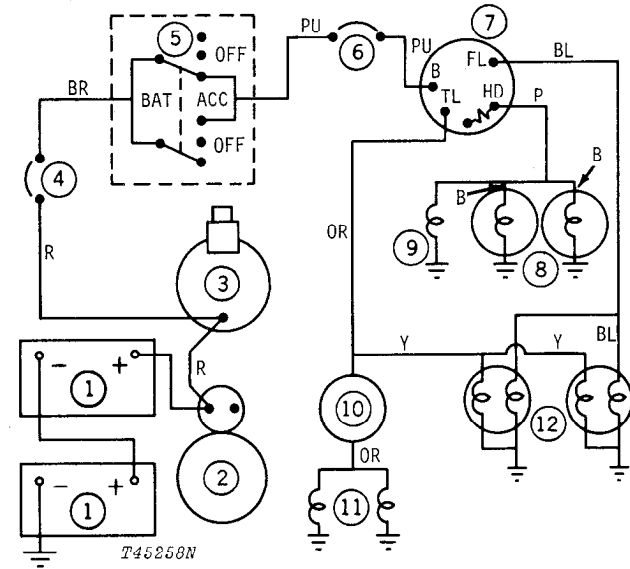 5
OFF
BAT
ACC
OFF
BR
PU
6
PU
7
FL
BL
B
TL
HD
P
B
B
4
R
3
OR
9
8
R
Y
Y
BL
- + 1
10
12
2
OR
- + 1
11
T45258N